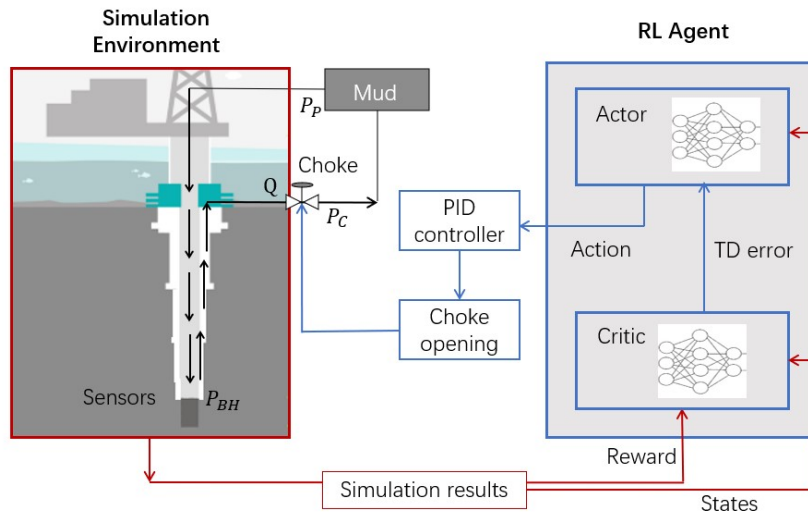 Simulation
Environment
RL Agent
Mud
P_P
Actor
Choke
Q
P_C
PID
controller
Action
TD error
Choke
opening
Critic
Sensors
P_BH
Reward
Simulation results
States